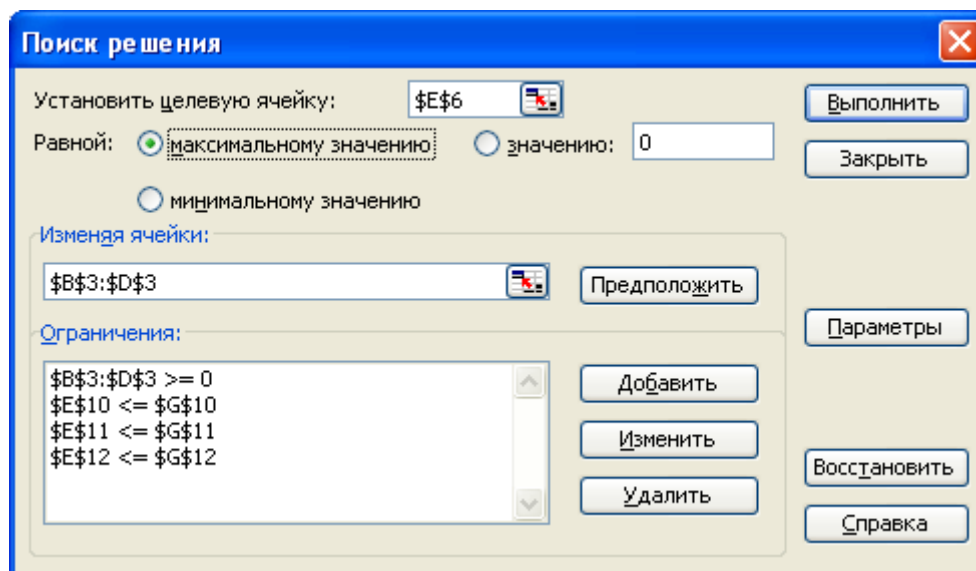 Поиск решения
Установить целевую ячейку: $E$6
Выполнить
Равной: максимальному значению значению: 0
Закрыть
минимальному значению
Изменяя ячейки:
$B$3:$D$3 Предположить
Параметры
Ограничения:
$B$3:$D$3 >= 0
$E$10 <= $G$10
$E$11 <= $G$11
$E$12 <= $G$12
Добавить
Изменить
Удалить
Восстановить
Справка